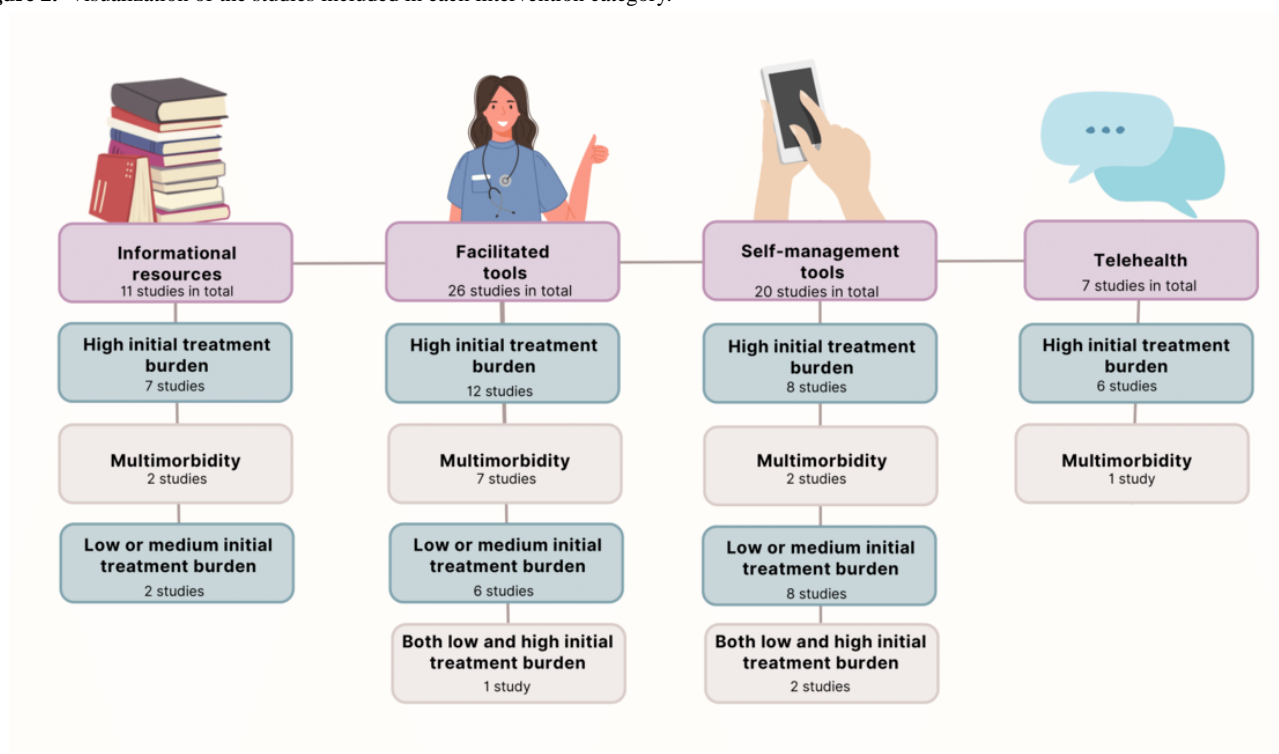 Informational
resources
11 studies in total
High initial treatment
burden
7 studies
Multimorbidity
2 studies
Low or medium initial
treatment burden
2 studies
Facilitated
tools
26 studies in total
High initial treatment
burden
12 studies
Multimorbidity
7 studies
Low or medium initial
treatment burden
6 studies
Both low and high initial
treatment burden
1 study
Self-management
tools
20 studies in total
High initial treatment
burden
8 studies
Multimorbidity
2 studies
Low or medium initial
treatment burden
8 studies
Both low and high initial
treatment burden
2 studies
Telehealth
7 studies in total
High initial treatment
burden
6 studies
Multimorbidity
1 study